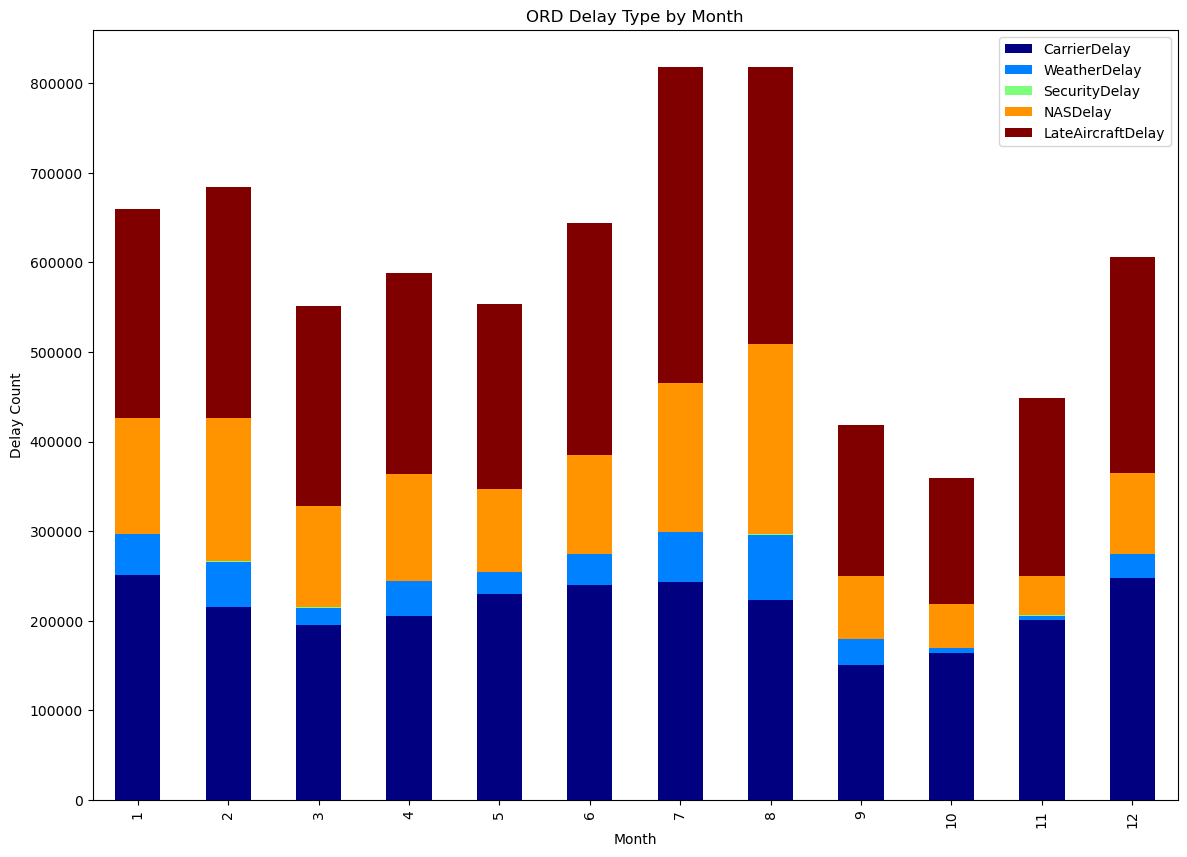 ORD Delay Type by Month
CarrierDelay
WeatherDelay
SecurityDelay
NASDelay
LateAircraftDelay
Delay Count
800000
700000
600000
500000
400000
300000
200000
100000
0
1 2 3 4 5 6 7 8 9 10 11 12
Month